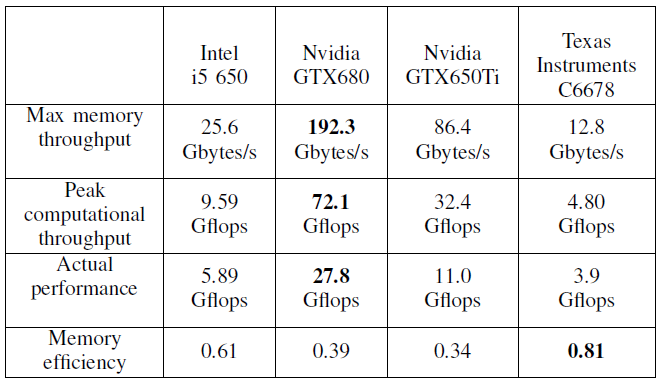 Intel
i5 650
Nvidia
GTX680
Nvidia
GTX650Ti
Texas
Instruments
C6678
Max memory
throughput
25.6
Gbytes/s
192.3
Gbytes/s
86.4
Gbytes/s
12.8
Gbytes/s
Peak
computational
throughput
9.59
Gflops
72.1
Gflops
32.4
Gflops
4.80
Gflops
Actual
performance
5.89
Gflops
27.8
Gflops
11.0
Gflops
3.9
Gflops
Memory
efficiency
0.61
0.39
0.34
0.81